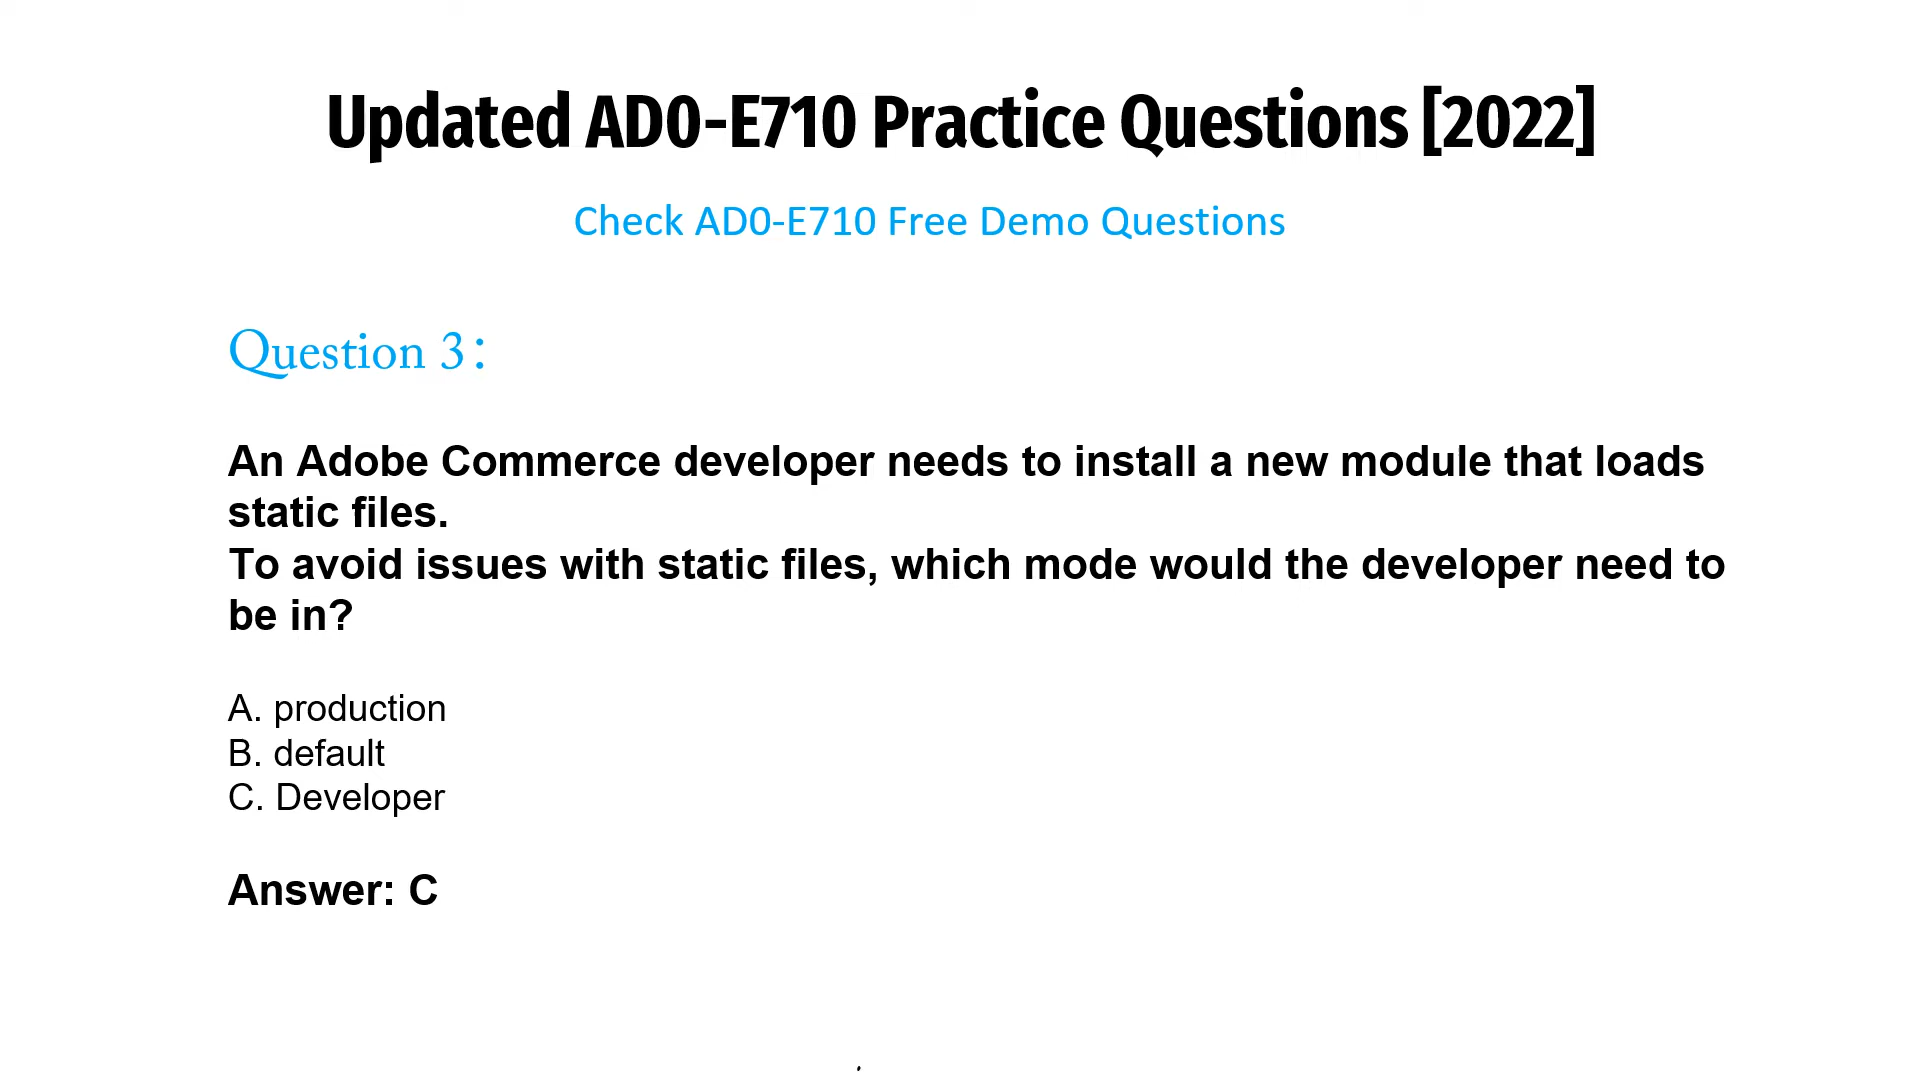 Updated AD0-E710 Practice Questions [2022]
Check AD0-E710 Free Demo Questions
Question 3:
An Adobe Commerce developer needs to install a new module that loads
static files.
To avoid issues with static files, which mode would the developer need to
be in?
A. production
B. default
C. Developer
Answer: C